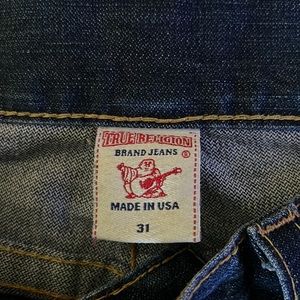 TRUE RELIGION
BRAND JEANS
®
MADE IN USA
31